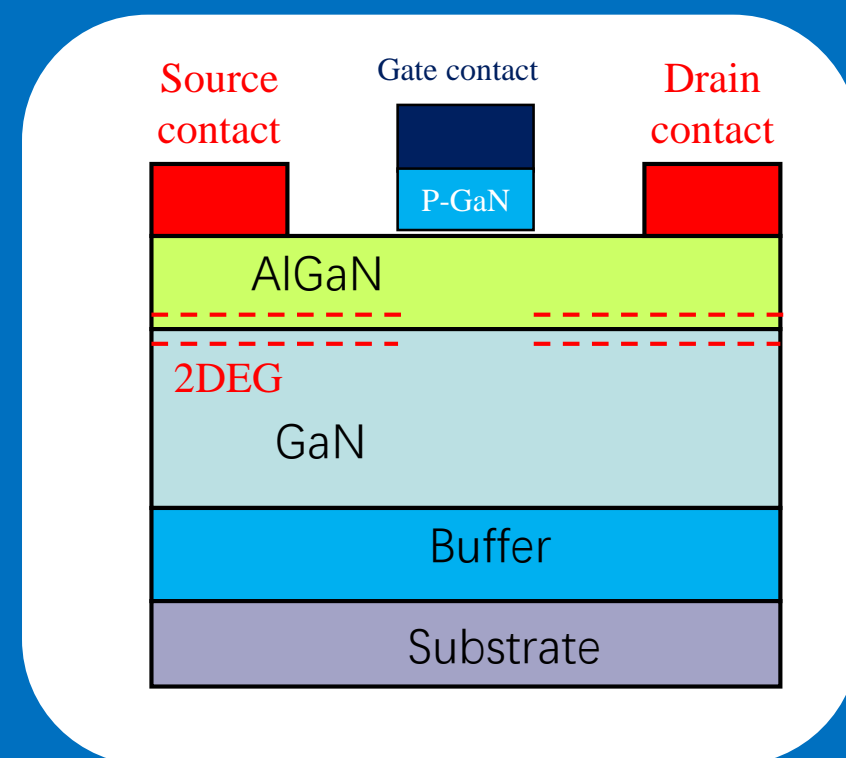 Source
contact
Gate contact
Drain
contact
P-GaN
AlGaN
2DEG
GaN
Buffer
Substrate